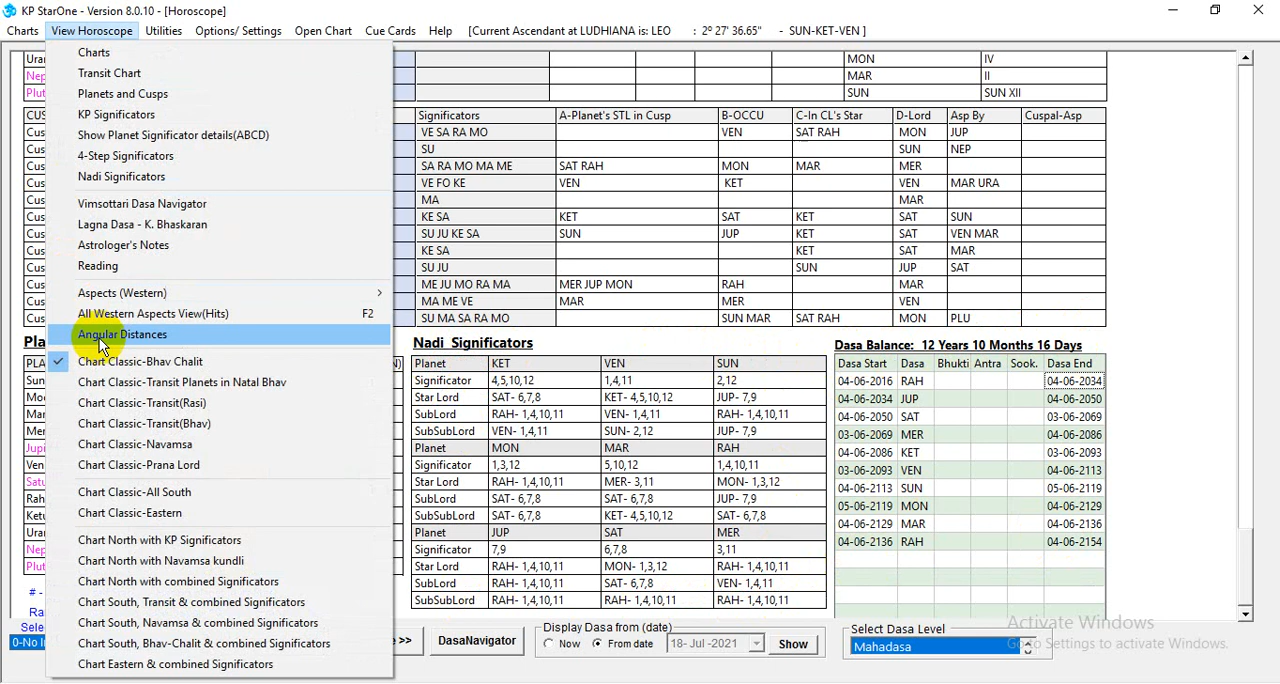 KP StarOne - Version 8.0.10 - [Horoscope]
Charts View Horoscope Utilities Options/ Settings Open Chart Cue Cards Help [Current Ascendant at LUDHIANA is: LEO : 2° 27' 36.65" - SUN-KET-VEN ]
Charts
Transit Chart
Planets and Cusps
KP Significators
Show Planet Significator details(ABCD)
4-Step Significators
Nadi Significators
Vimsottari Dasa Navigator
Lagna Dasa - K. Bhaskaran
Astrologer's Notes
Reading
Aspects (Western)
All Western Aspects View(Hits) F2
Angular Distances
Chart Classic-Bhav Chalit
Chart Classic-Transit Planets in Natal Bhav
Chart Classic-Transit(Rasi)
Chart Classic-Transit(Bhav)
Chart Classic-Navamsa
Chart Classic-Prana Lord
Chart Classic-All South
Chart Classic-Eastern
Chart North with KP Significators
Chart North with Navamsa kundli
Chart North with combined Significators
Chart South, Transit & combined Significators
Chart South, Navamsa & combined Significators
Chart South, Bhav-Chalit & combined Significators
Chart Eastern & combined Significators
MON IV
MAR II
SUN SUN XII
Significators A-Planet's STL in Cusp B-OCCU C-In CL's Star D-Lord Asp By Cuspal-Asp
VE SA RA MO VEN SAT RAH MON JUP
SU SUN NEP
SA RA MO MA ME SAT RAH MON MAR MER
VE FO KE VEN KET VEN MAR URA
MA MAR
KE SA KET SAT KET SAT SUN
SU JU KE SA SUN JUP KET SAT VEN MAR
KE SA KET SAT MAR
SU JU SUN JUP SAT
ME JU MO RA MA MER JUP MON RAH MAR
MA ME VE MAR MER VEN
SU MA SA RA MO SUN MAR SAT RAH MON PLU
Nadi Significators
Planet KET VEN SUN
Significator 4,5,10,12 1,4,11 2,12
Star Lord SAT- 6,7,8 KET- 4,5,10,12 JUP- 7,9
SubLord RAH- 1,4,10,11 VEN- 1,4,11 RAH- 1,4,10,11
SubSubLord VEN- 1,4,11 SUN- 2,12 JUP- 7,9
Planet MON MAR RAH
Significator 1,3,12 5,10,12 1,4,10,11
Star Lord RAH- 1,4,10,11 MER- 3,11 MON- 1,3,12
SubLord SAT- 6,7,8 SAT- 6,7,8 JUP- 7,9
SubSubLord SAT- 6,7,8 KET- 4,5,10,12 SAT- 6,7,8
Planet JUP SAT MER
Significator 7,9 6,7,8 3,11
Star Lord RAH- 1,4,10,11 MON- 1,3,12 RAH- 1,4,10,11
SubLord RAH- 1,4,10,11 SAT- 6,7,8 VEN- 1,4,11
SubSubLord RAH- 1,4,10,11 RAH- 1,4,10,11 RAH- 1,4,10,11
Dasa Balance: 12 Years 10 Months 16 Days
Dasa Start Dasa Bhukti Antra Sook. Dasa End
04-06-2016 RAH 04-06-2034
04-06-2034 JUP 04-06-2050
04-06-2050 SAT 03-06-2069
03-06-2069 MER 04-06-2086
04-06-2086 KET 03-06-2093
03-06-2093 VEN 04-06-2113
04-06-2113 SUN 05-06-2119
05-06-2119 MON 04-06-2129
04-06-2129 MAR 04-06-2136
04-06-2136 RAH 04-06-2154
>> DasaNavigator
Display Dasa from (date)
Now From date 18- Jul -2021 Show
Select Dasa Level
Mahadasa
Activate Windows
Go to Settings to activate Windows.